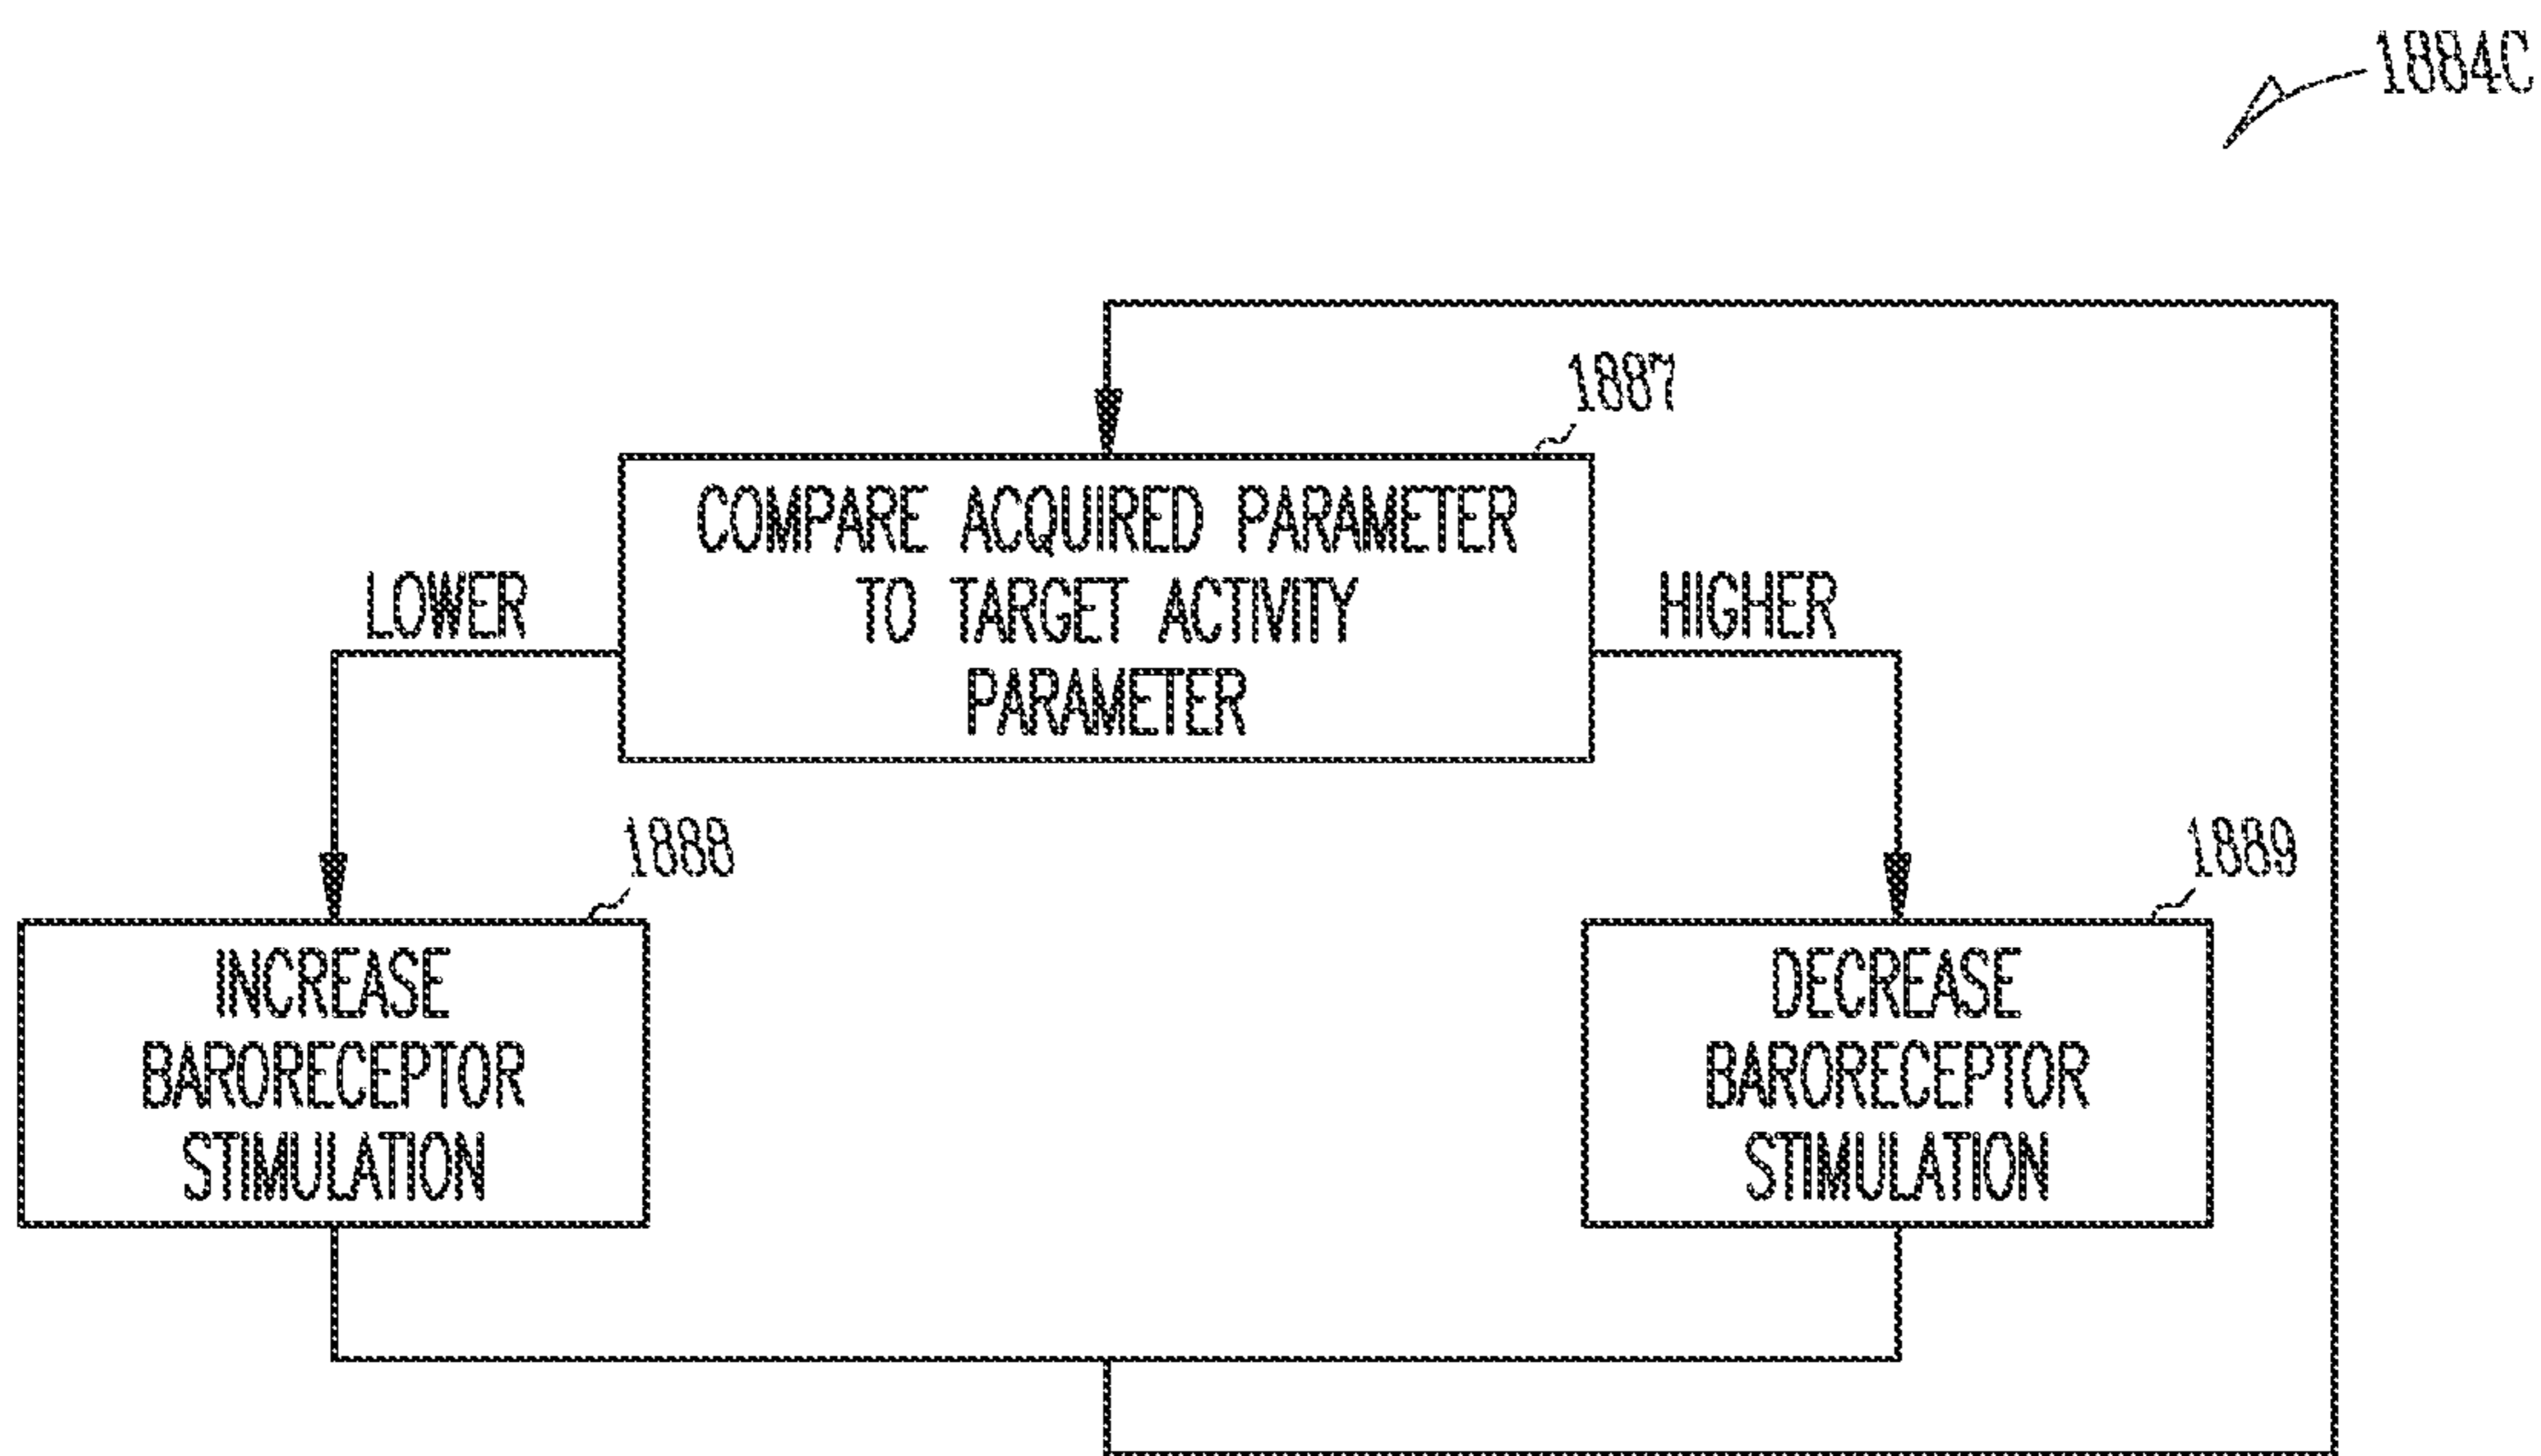 1884C
1887
COMPARE ACQUIRED PARAMETER
TO TARGET ACTIVITY
PARAMETER
LOWER
HIGHER
1888
INCREASE
BARORECEPTOR
STIMULATION
1889
DECREASE
BARORECEPTOR
STIMULATION